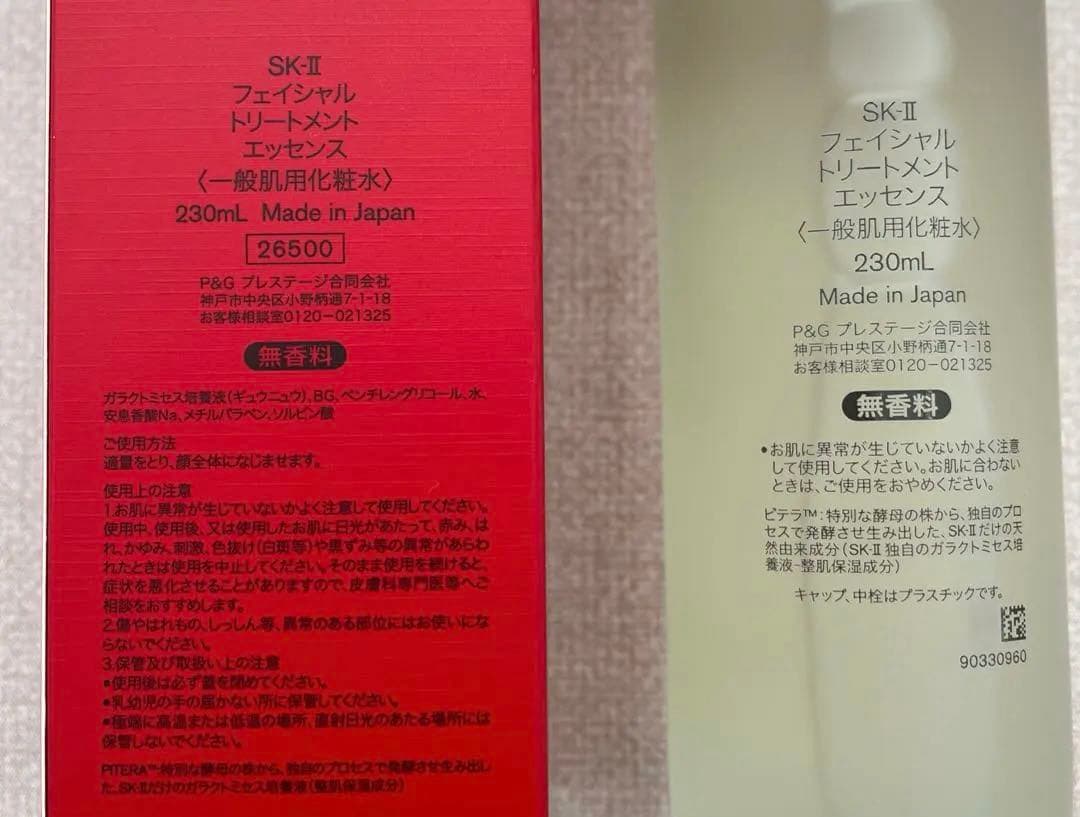 SK-II
フェイシャル
トリートメント
エッセンス
〈一般肌用化粧水〉
230mL Made in Japan
26500
P&G プレステージ合同会社
神戸市中央区小野柄通7-1-18
お客様相談室0120-021325
無香料
ガラクトミセス培養液(ギュウニュウ)、BG、ペンチレングリコール、水、
安息香酸Na、メチルパラベン、ソルビン酸
ご使用方法
適量をとり、顔全体になじませます。
使用上の注意
1.お肌に異常が生じていないかよく注意して使用してください。
使用中、使用後、又は使用したお肌に日光があたって、赤み、は
れ、かゆみ、刺激、色抜け(白斑等)や黒ずみ等の異常があらわ
れたときは使用を中止してください。そのまま使用を続けると、
症状を悪化させることがありますので、皮膚科専門医等へご
相談をおすすめします。
2.傷やはれもの、しっしん等、異常のある部位にはお使いにな
らないでください。
3.保管及び取扱い上の注意
•使用後は必ず蓋を閉めてください。
•乳幼児の手の届かない所に保管してください。
•極端に高温または低温の場所、直射日光のあたる場所には
保管しないでください。
PITERA™:特別な酵母の株から、独自のプロセスで発酵させ生み出し
た、SK-IIだけのガラクトミセス培養液(整肌保湿成分)
SK-II
フェイシャル
トリートメント
エッセンス
〈一般肌用化粧水〉
230mL
Made in Japan
P&G プレステージ合同会社
神戸市中央区小野柄通7-1-18
お客様相談室0120-021325
無香料
•お肌に異常が生じていないかよく注意
して使用してください。お肌に合わない
ときは、ご使用をおやめください。
ピテラ™:特別な酵母の株から、独自のプロ
セスで発酵させ生み出した、SK-IIだけの天
然由来成分(SK-II 独自のガラクトミセス培
養液-整肌保湿成分)
キャップ、中栓はプラスチックです。
90330960